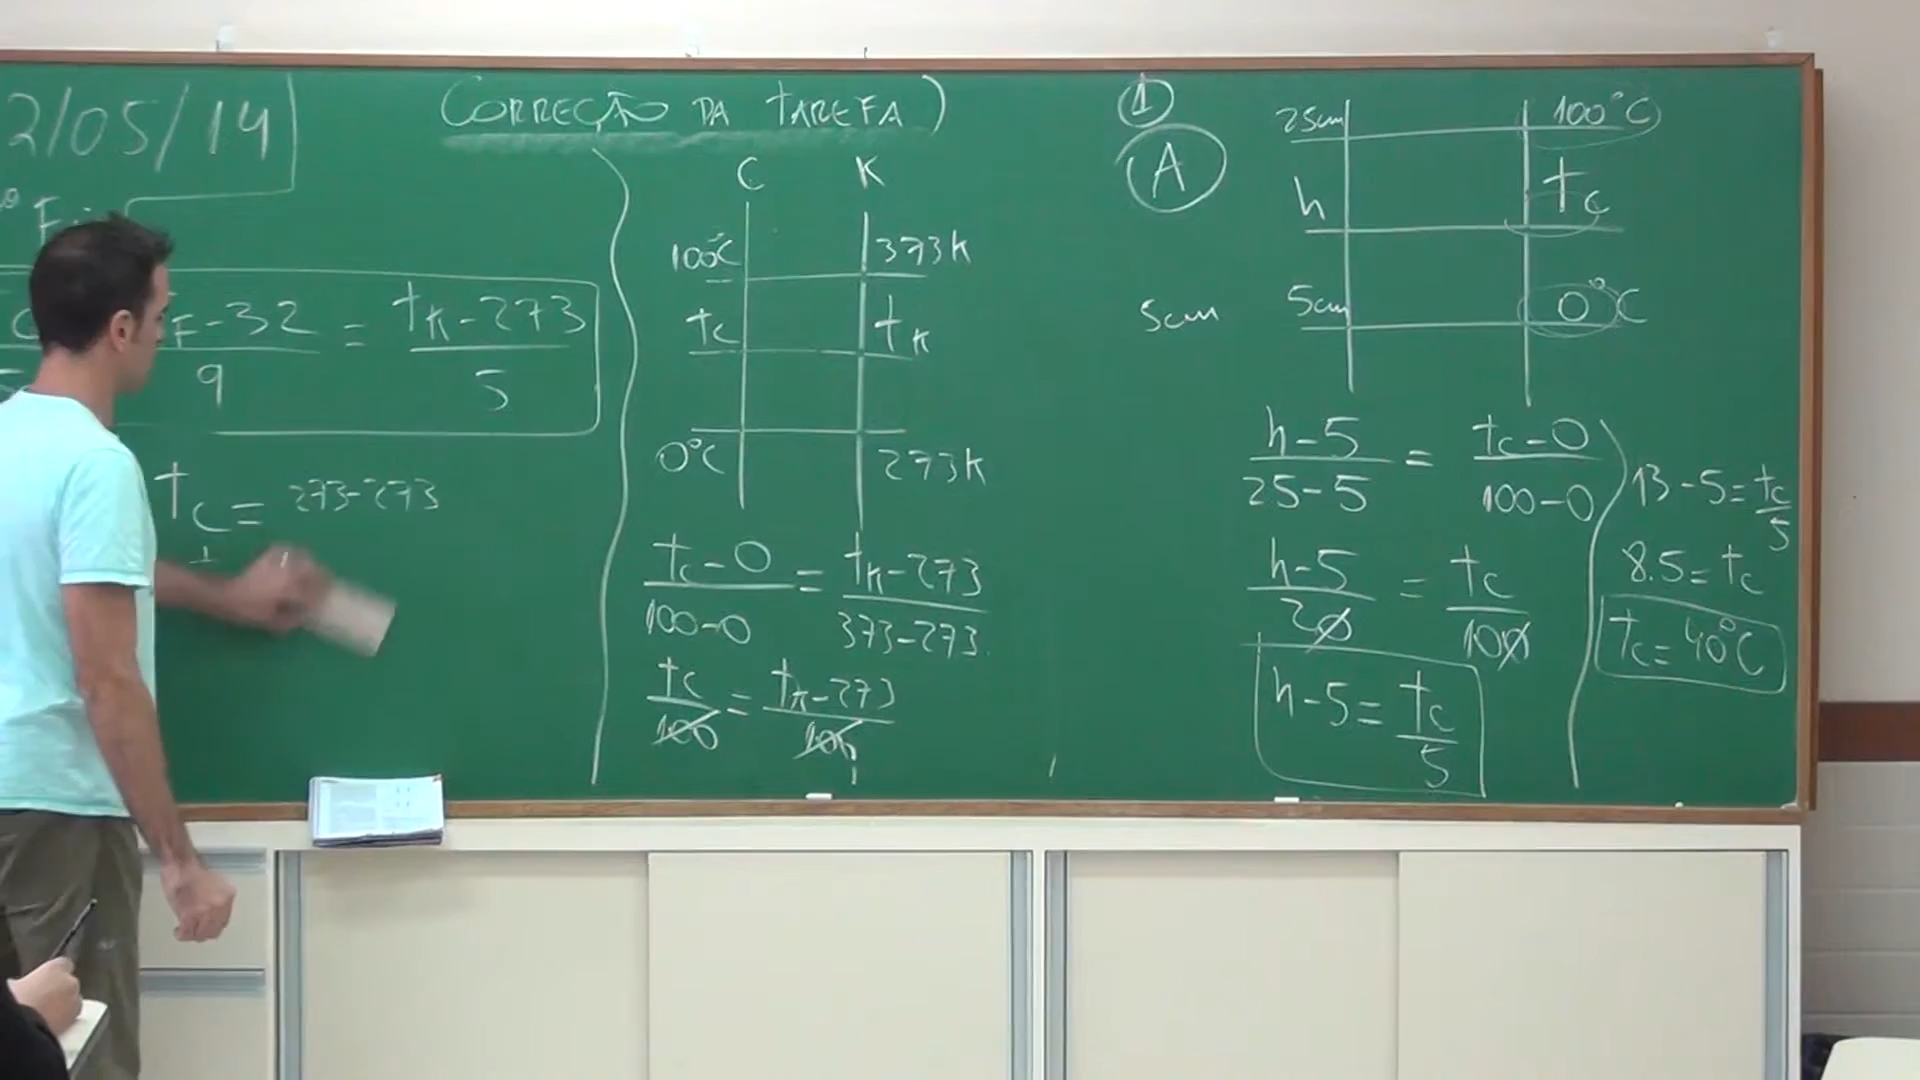 2/05/14
(CORREÇÃO DA TAREFA)
F-32 = tK-273
9 5
tC = 273-273
1
C K
100°C 373K
tC tK
0°C 273K
tC-0 = tK-273
100-0 373-273
tC = tK-273
100 100
1
A
25cm 100°C
h tC
5cm 5cm 0°C
h-5 = tC-0
25-5 100-0
h-5 = tC
20 100
h-5 = tC
5
13-5 = tC
5
8.5 = tC
tC = 40°C